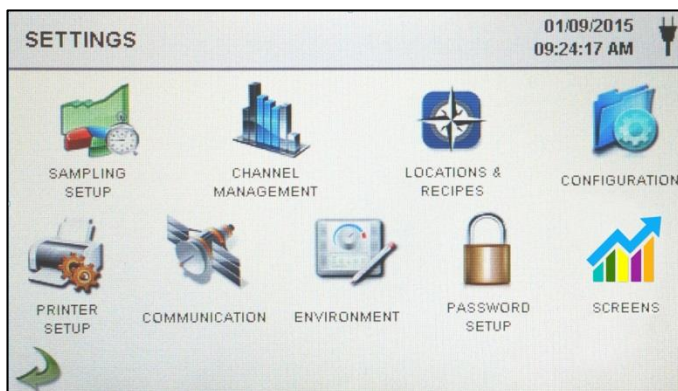 SETTINGS
01/09/2015
09:24:17 AM
SAMPLING
SETUP
CHANNEL
MANAGEMENT
LOCATIONS &
RECIPES
CONFIGURATION
PRINTER
SETUP
COMMUNICATION
ENVIRONMENT
PASSWORD
SETUP
SCREENS